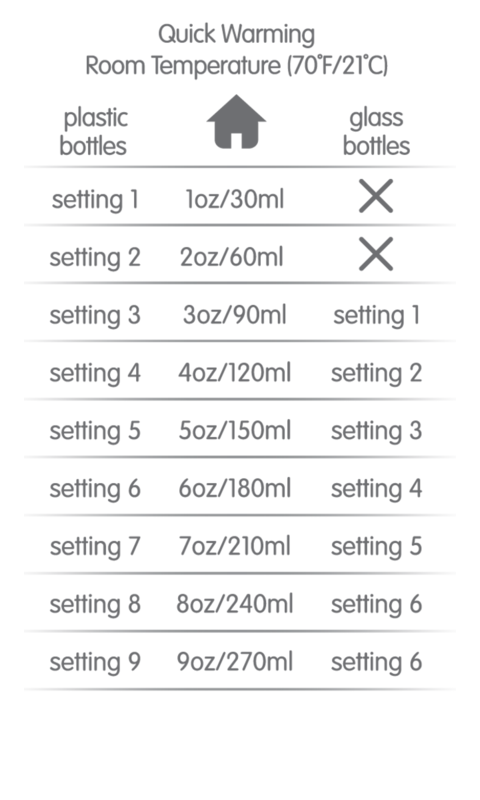 Quick Warming
Room Temperature (70°F/21°C)
plastic bottles glass bottles
setting 1 1oz/30ml
setting 2 2oz/60ml
setting 3 3oz/90ml setting 1
setting 4 4oz/120ml setting 2
setting 5 5oz/150ml setting 3
setting 6 6oz/180ml setting 4
setting 7 7oz/210ml setting 5
setting 8 8oz/240ml setting 6
setting 9 9oz/270ml setting 6